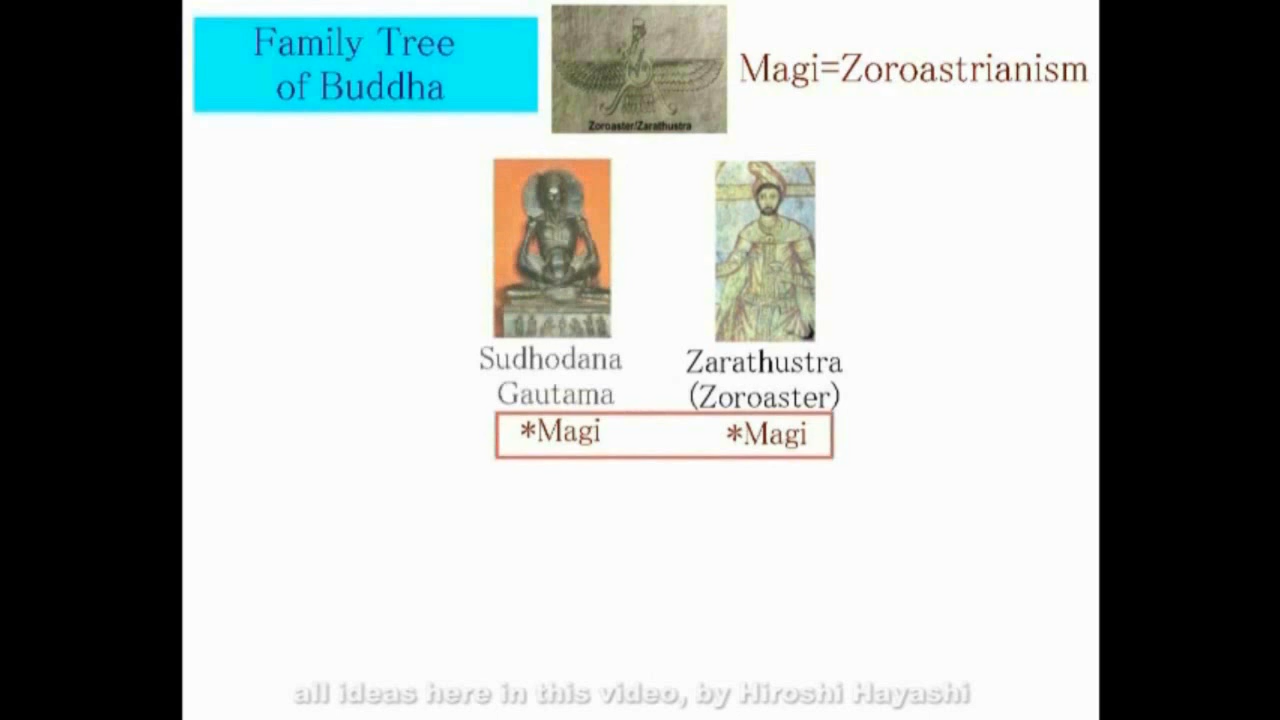 Family Tree
of Buddha
Zoroaster/Zarathustra
Magi=Zoroastrianism
Sudhodana
Gautama
Zarathustra
(Zoroaster)
*Magi
*Magi
all ideas here in this video, by Hiroshi Hayashi